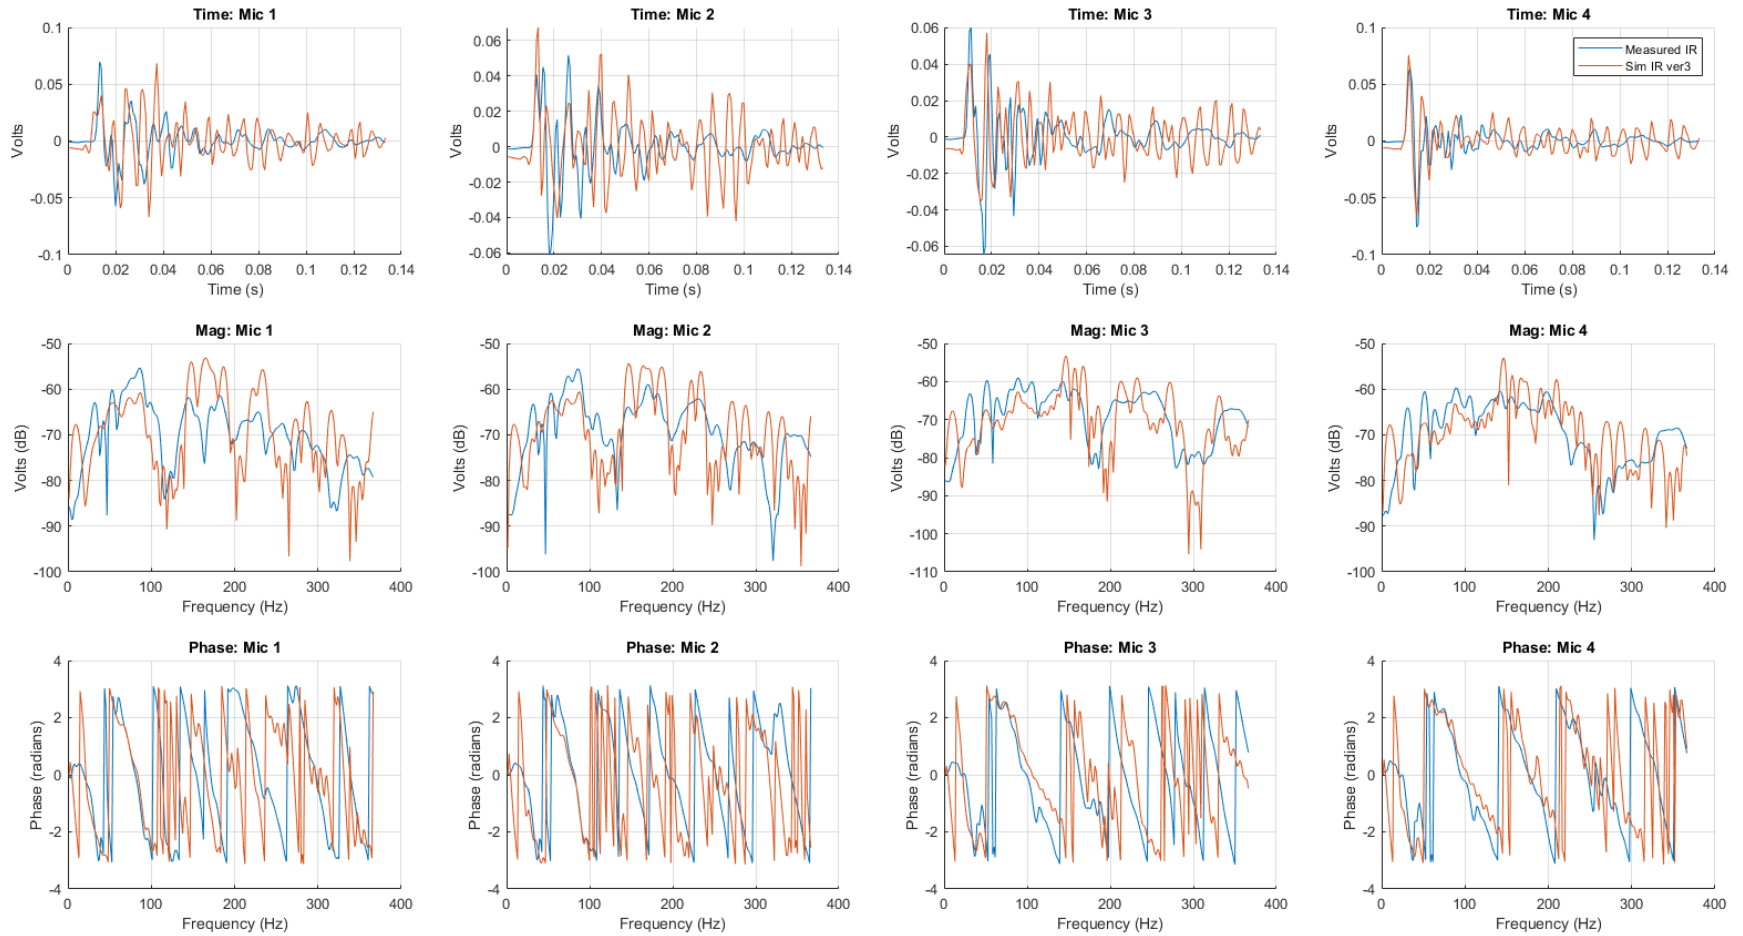 Time: Mic 1 Time: Mic 2 Time: Mic 3 Time: Mic 4
0.1 0.06 0.06 0.1
Measured IR
Sim IR ver3
0.05 0.04 0.04 0.05
0.02 0.02
Volts 0 Volts 0 Volts 0 Volts 0
-0.02 -0.02
-0.05 -0.04 -0.04 -0.05
-0.1 -0.06 -0.06 -0.1
0 0.02 0.04 0.06 0.08 0.1 0.12 0.14 0 0.02 0.04 0.06 0.08 0.1 0.12 0.14 0 0.02 0.04 0.06 0.08 0.1 0.12 0.14 0 0.02 0.04 0.06 0.08 0.1 0.12 0.14
Time (s) Time (s) Time (s) Time (s)
Mag: Mic 1 Mag: Mic 2 Mag: Mic 3 Mag: Mic 4
-50 -50 -50 -50
-60 -60 -60 -60
-70 -70 -70 -70
Volts (dB) Volts (dB) Volts (dB) Volts (dB)
-80 -80 -80 -80
-90 -90 -90 -90
-100
-100 -100 -110 -100
0 100 200 300 400 0 100 200 300 400 0 100 200 300 400 0 100 200 300 400
Frequency (Hz) Frequency (Hz) Frequency (Hz) Frequency (Hz)
Phase: Mic 1 Phase: Mic 2 Phase: Mic 3 Phase: Mic 4
4 4 4 4
2 2 2 2
Phase (radians) 0 Phase (radians) 0 Phase (radians) 0 Phase (radians) 0
-2 -2 -2 -2
-4 -4 -4 -4
0 100 200 300 400 0 100 200 300 400 0 100 200 300 400 0 100 200 300 400
Frequency (Hz) Frequency (Hz) Frequency (Hz) Frequency (Hz)